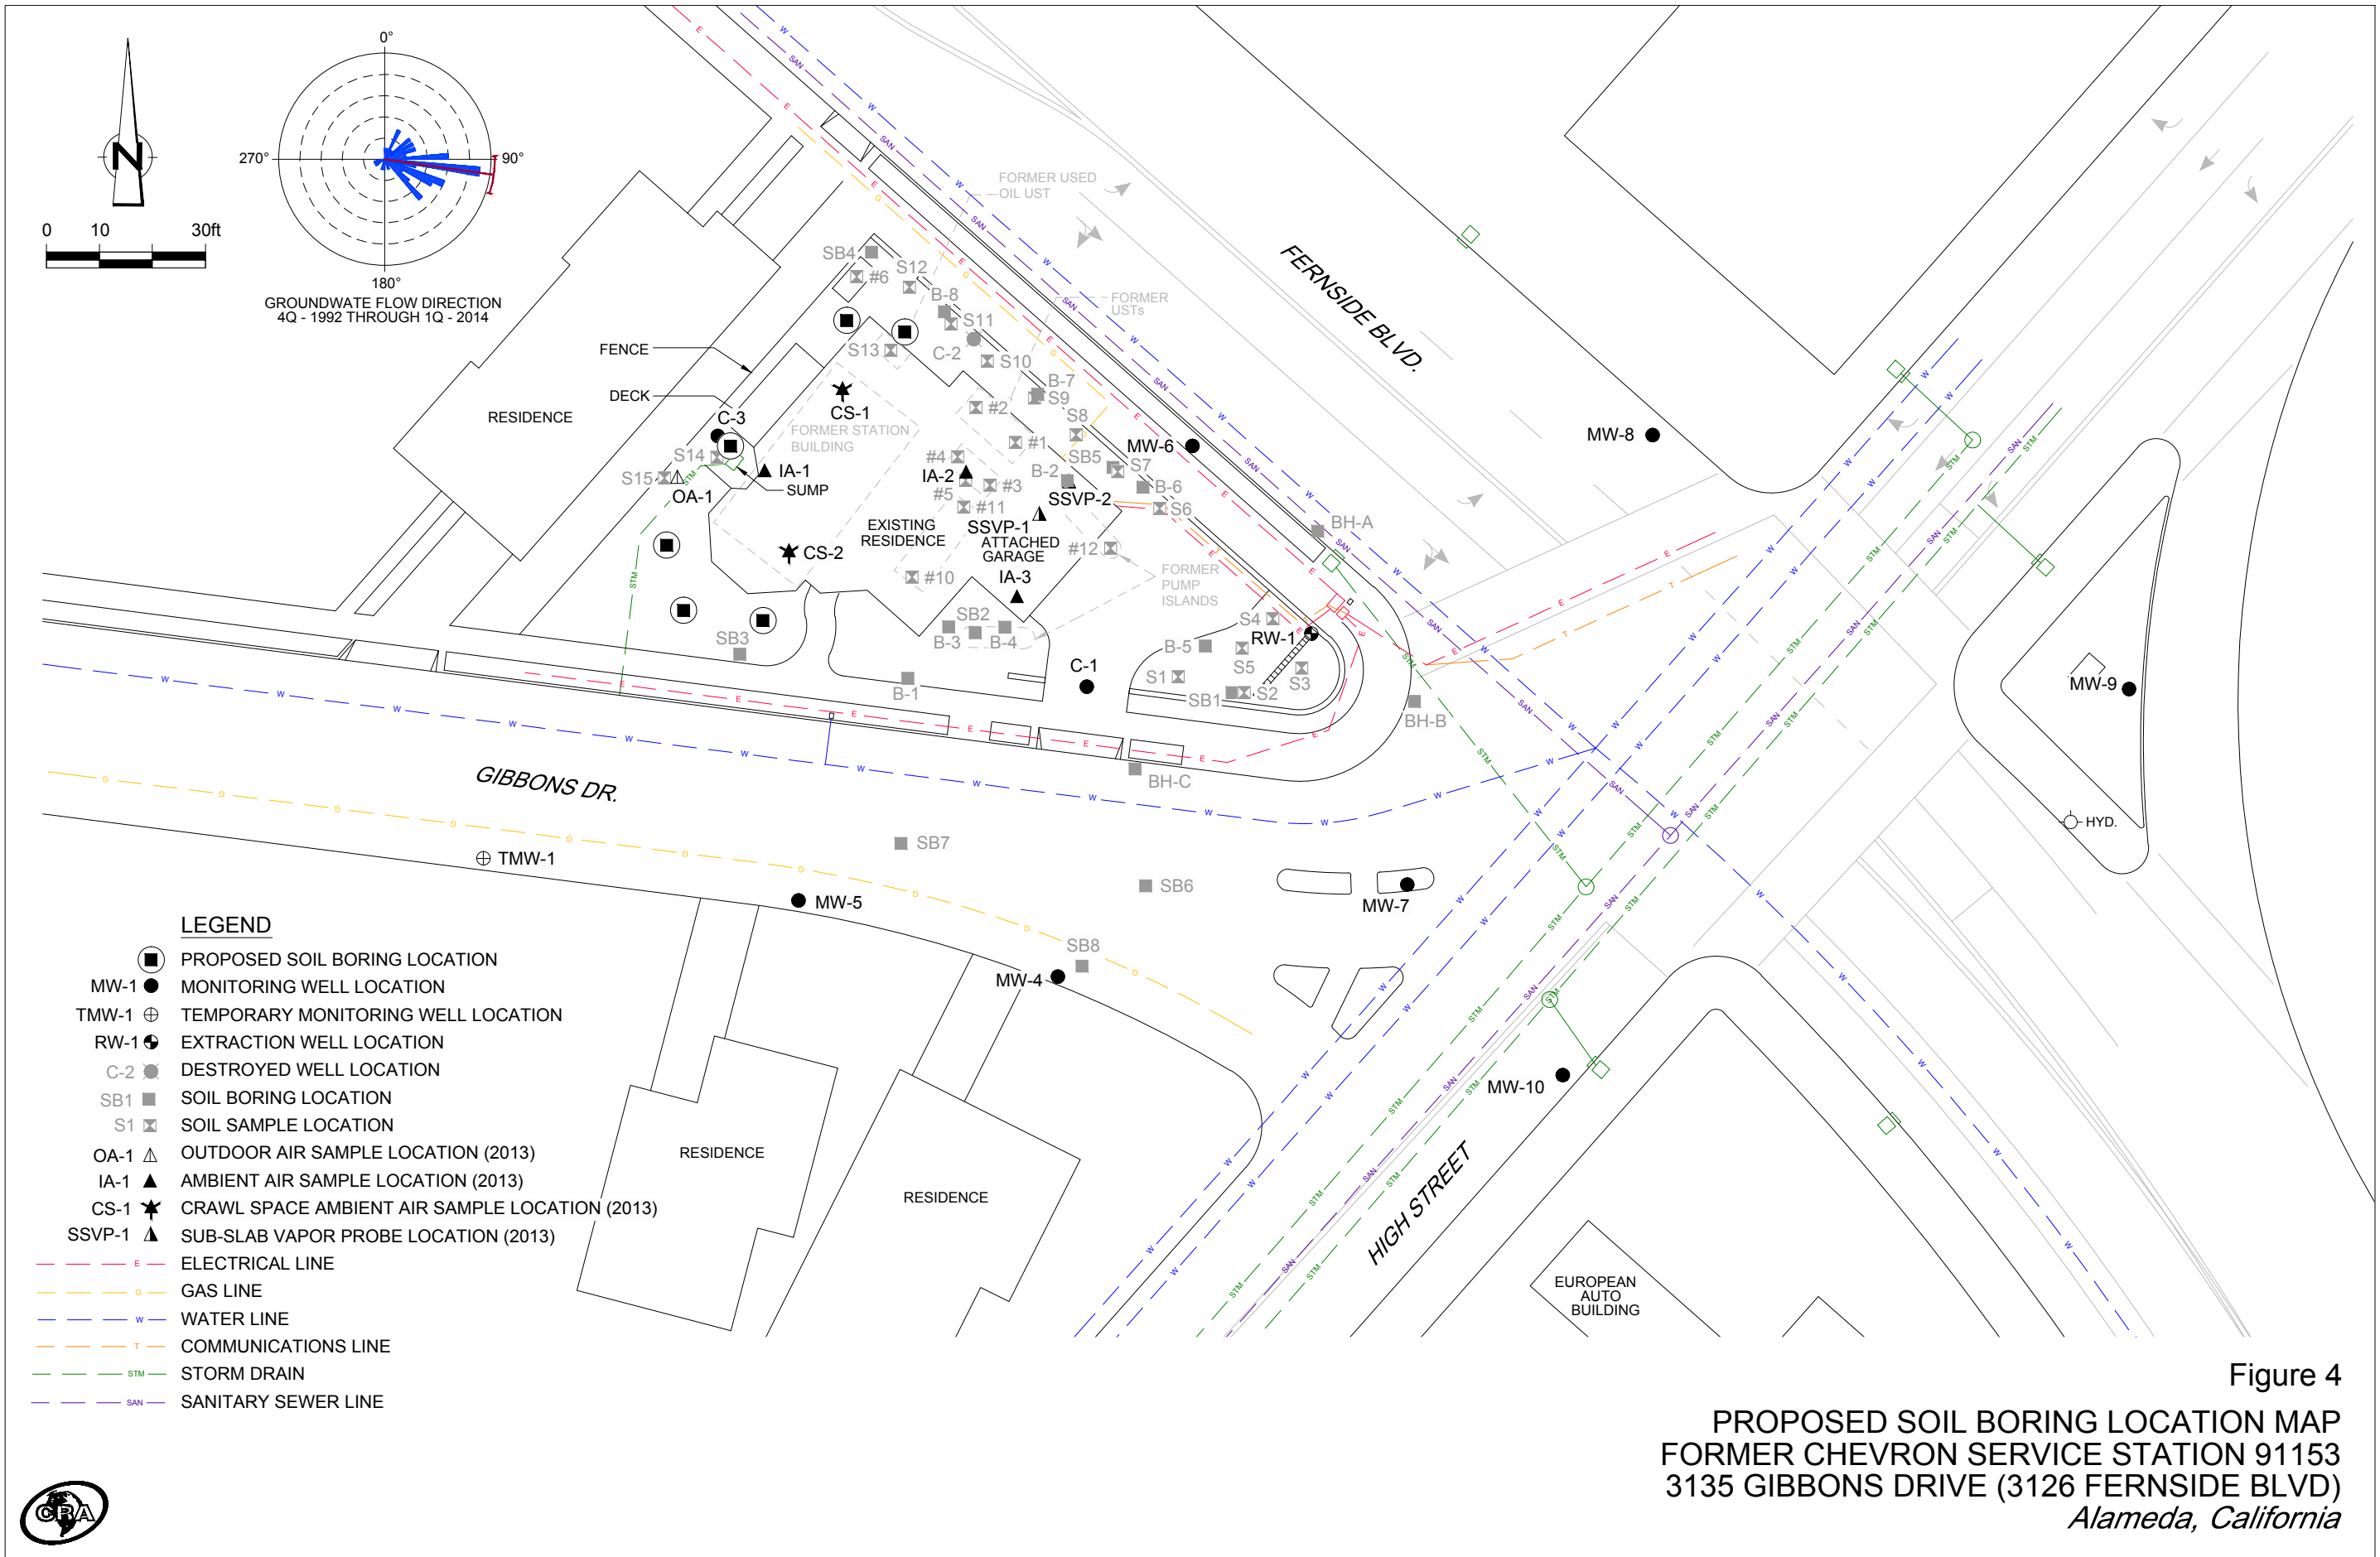 0°
270°
90°
180°
GROUNDWATE FLOW DIRECTION
4Q - 1992 THROUGH 1Q - 2014
N
0 10 30ft
FENCE
DECK
RESIDENCE
C-3
S14
S15
OA-1
IA-1
SUMP
CS-1
FORMER STATION
BUILDING
CS-2
EXISTING
RESIDENCE
SB4
#6
S12
B-8
S11
C-2
S10
S13
B-7
S9
S8
#2
#1
#4
IA-2
#5
#3
#11
#10
B-2
SSVP-2
SSVP-1
ATTACHED
GARAGE
IA-3
SB5
S7
B-6
S6
#12
MW-6
FORMER USED
OIL UST
FORMER
USTs
FORMER
PUMP
ISLANDS
SB2
B-3
B-4
SB3
B-1
C-1
S4
RW-1
B-5
S5
S1
S3
SB1
S2
BH-A
BH-B
BH-C
FERNSIDE BLVD.
MW-8
MW-9
HYD.
GIBBONS DR.
SB7
SB6
SB8
TMW-1
MW-5
MW-4
MW-7
MW-10
HIGH STREET
RESIDENCE
RESIDENCE
EUROPEAN
AUTO
BUILDING
E
G
W
T
STM
SAN
LEGEND
PROPOSED SOIL BORING LOCATION
MW-1 MONITORING WELL LOCATION
TMW-1 TEMPORARY MONITORING WELL LOCATION
RW-1 EXTRACTION WELL LOCATION
C-2 DESTROYED WELL LOCATION
SB1 SOIL BORING LOCATION
S1 SOIL SAMPLE LOCATION
OA-1 OUTDOOR AIR SAMPLE LOCATION (2013)
IA-1 AMBIENT AIR SAMPLE LOCATION (2013)
CS-1 CRAWL SPACE AMBIENT AIR SAMPLE LOCATION (2013)
SSVP-1 SUB-SLAB VAPOR PROBE LOCATION (2013)
E ELECTRICAL LINE
G GAS LINE
W WATER LINE
T COMMUNICATIONS LINE
STM STORM DRAIN
SAN SANITARY SEWER LINE
CRA
Figure 4
PROPOSED SOIL BORING LOCATION MAP
FORMER CHEVRON SERVICE STATION 91153
3135 GIBBONS DRIVE (3126 FERNSIDE BLVD)
Alameda, California